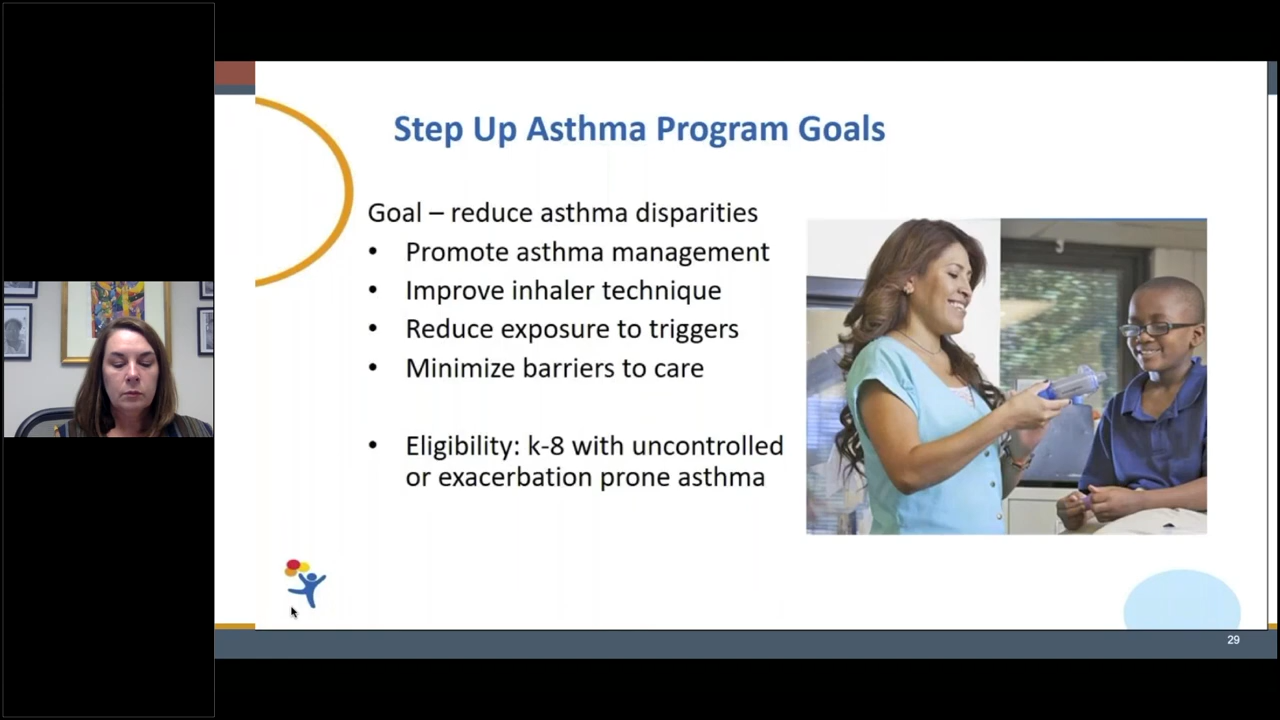 Step Up Asthma Program Goals
Goal – reduce asthma disparities
• Promote asthma management
• Improve inhaler technique
• Reduce exposure to triggers
• Minimize barriers to care
• Eligibility: k-8 with uncontrolled
or exacerbation prone asthma
29